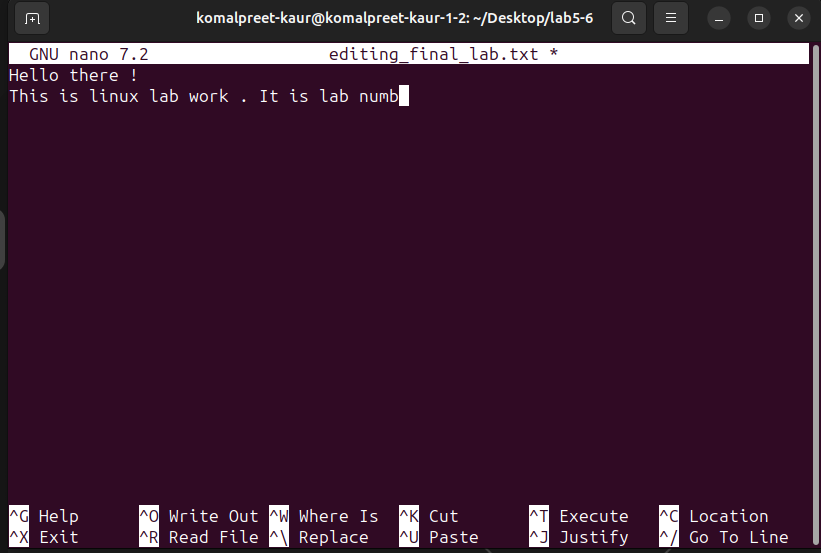 komalpreet-kaur@komalpreet-kaur-1-2: ~/Desktop/lab5-6
GNU nano 7.2 editing_final_lab.txt *
Hello there !
This is linux lab work . It is lab numb
^G Help ^O Write Out ^W Where Is ^K Cut ^T Execute ^C Location
^X Exit ^R Read File ^\ Replace ^U Paste ^J Justify ^/ Go To Line